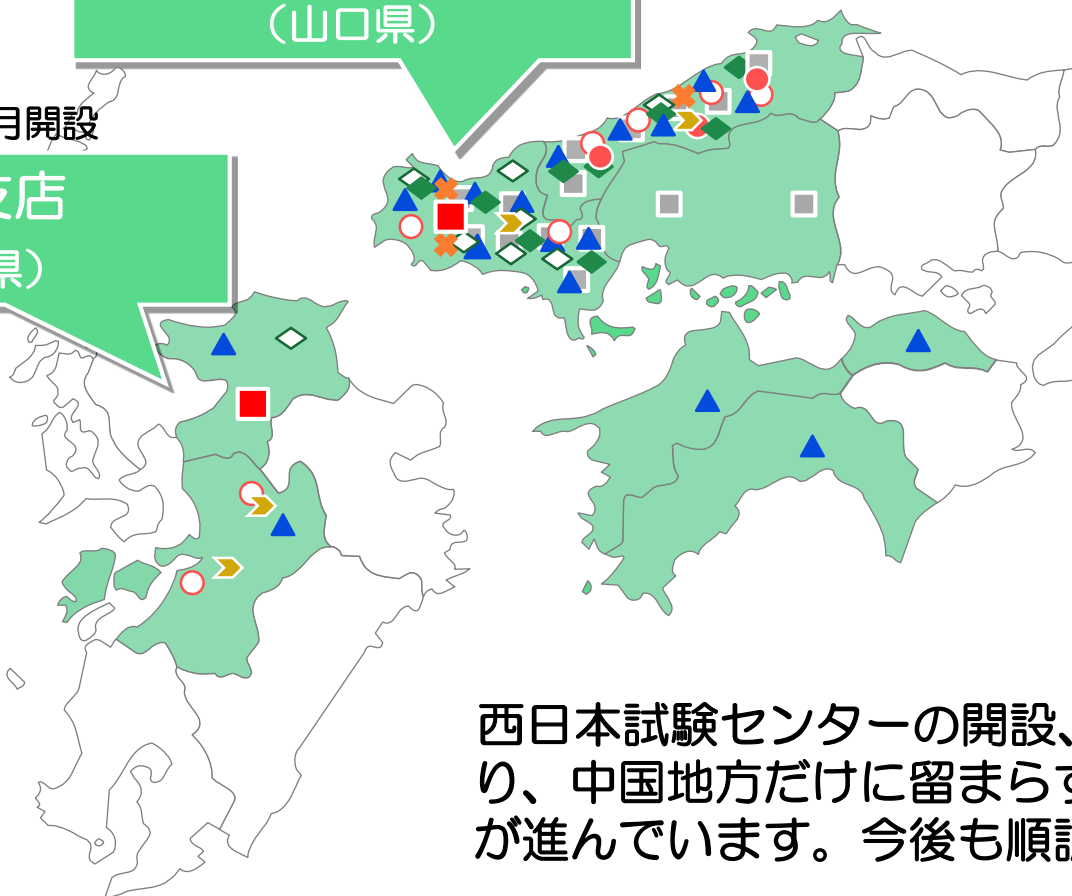 （山口県）
月開設
支店
県）
西日本試験センターの開設、
り、中国地方だけに留まらず
が進んでいます。今後も順調